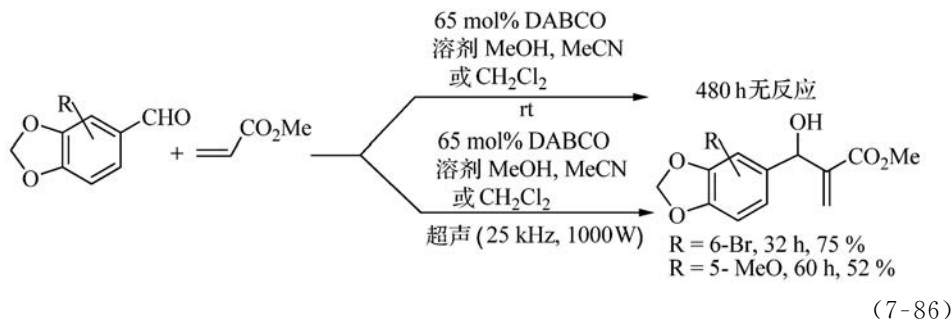 65 mol% DABCO
溶剂 MeOH, MeCN
或 CH₂Cl₂
rt
480 h无反应
R
CHO
O
O
+
CO₂Me
65 mol% DABCO
溶剂 MeOH, MeCN
或 CH₂Cl₂
超声 (25 kHz, 1000W)
R
OH
CO₂Me
O
O
R = 6-Br, 32 h, 75 %
R = 5- MeO, 60 h, 52 %
(7-86)